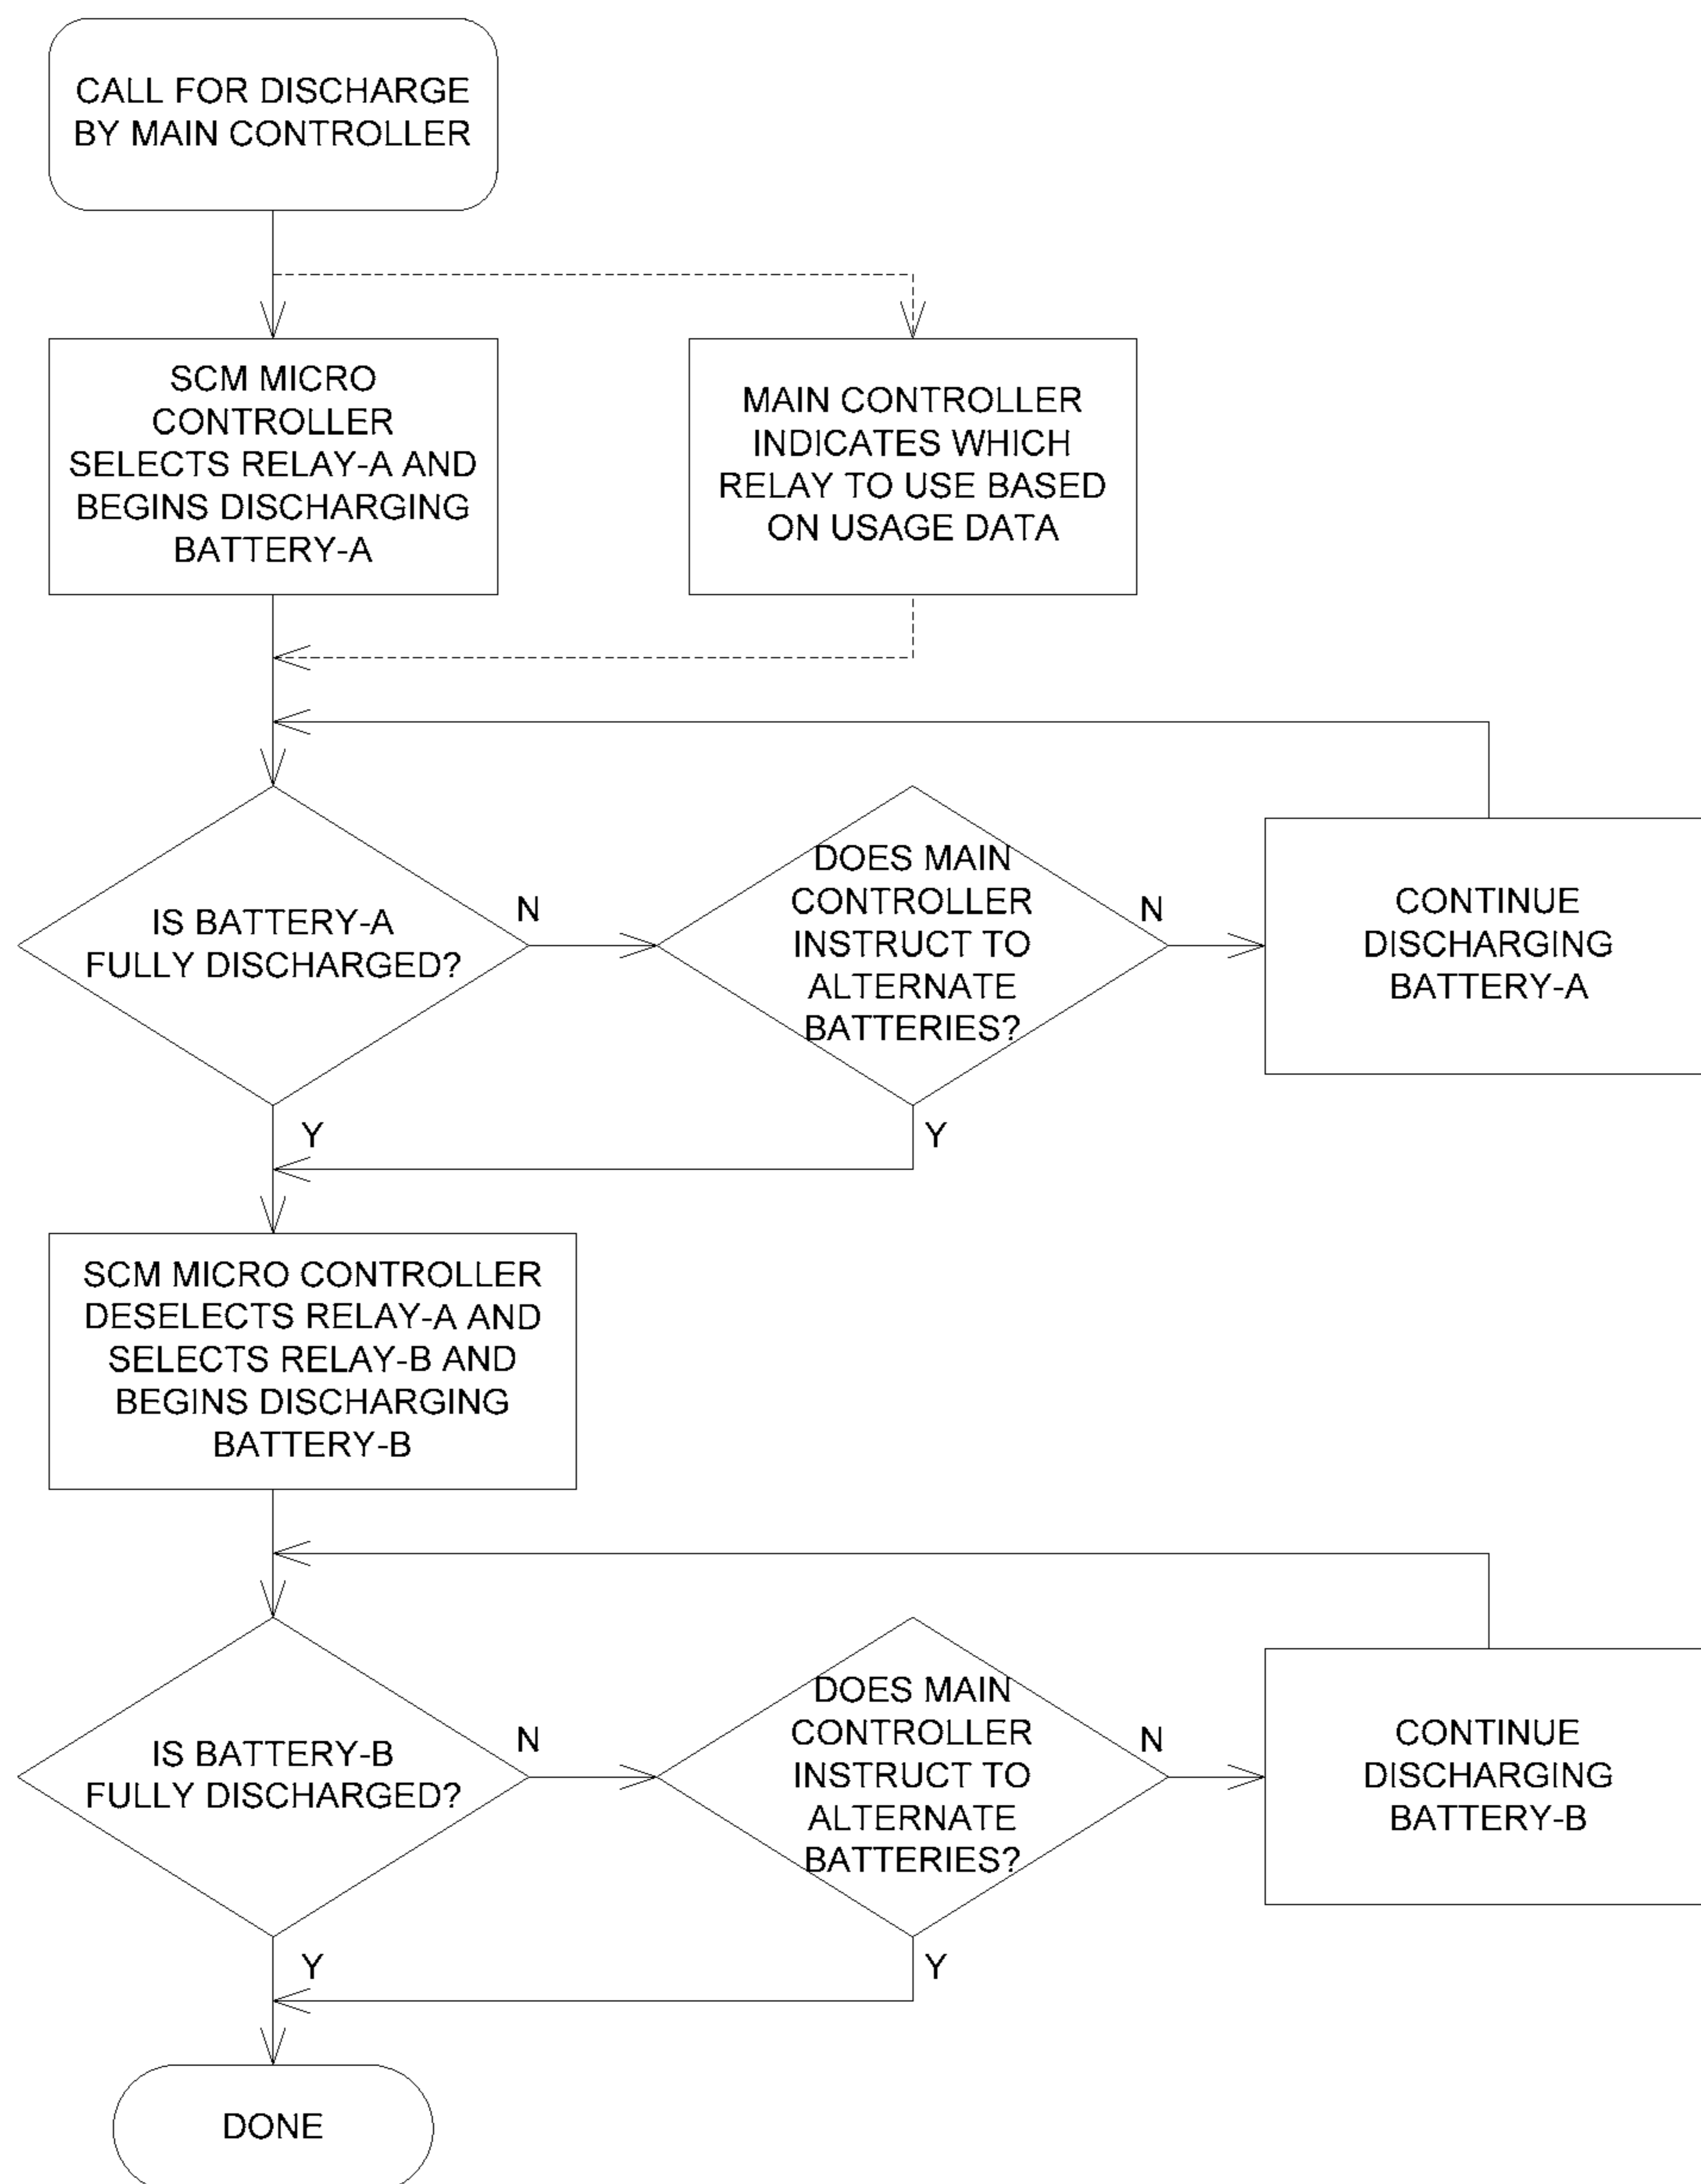 CALL FOR DISCHARGE
BY MAIN CONTROLLER
SCM MICRO
CONTROLLER
SELECTS RELAY-A AND
BEGINS DISCHARGING
BATTERY-A
MAIN CONTROLLER
INDICATES WHICH
RELAY TO USE BASED
ON USAGE DATA
IS BATTERY-A
FULLY DISCHARGED?
N
DOES MAIN
CONTROLLER
INSTRUCT TO
ALTERNATE
BATTERIES?
N
CONTINUE
DISCHARGING
BATTERY-A
Y
Y
SCM MICRO CONTROLLER
DESELECTS RELAY-A AND
SELECTS RELAY-B AND
BEGINS DISCHARGING
BATTERY-B
IS BATTERY-B
FULLY DISCHARGED?
N
DOES MAIN
CONTROLLER
INSTRUCT TO
ALTERNATE
BATTERIES?
N
CONTINUE
DISCHARGING
BATTERY-B
Y
Y
DONE